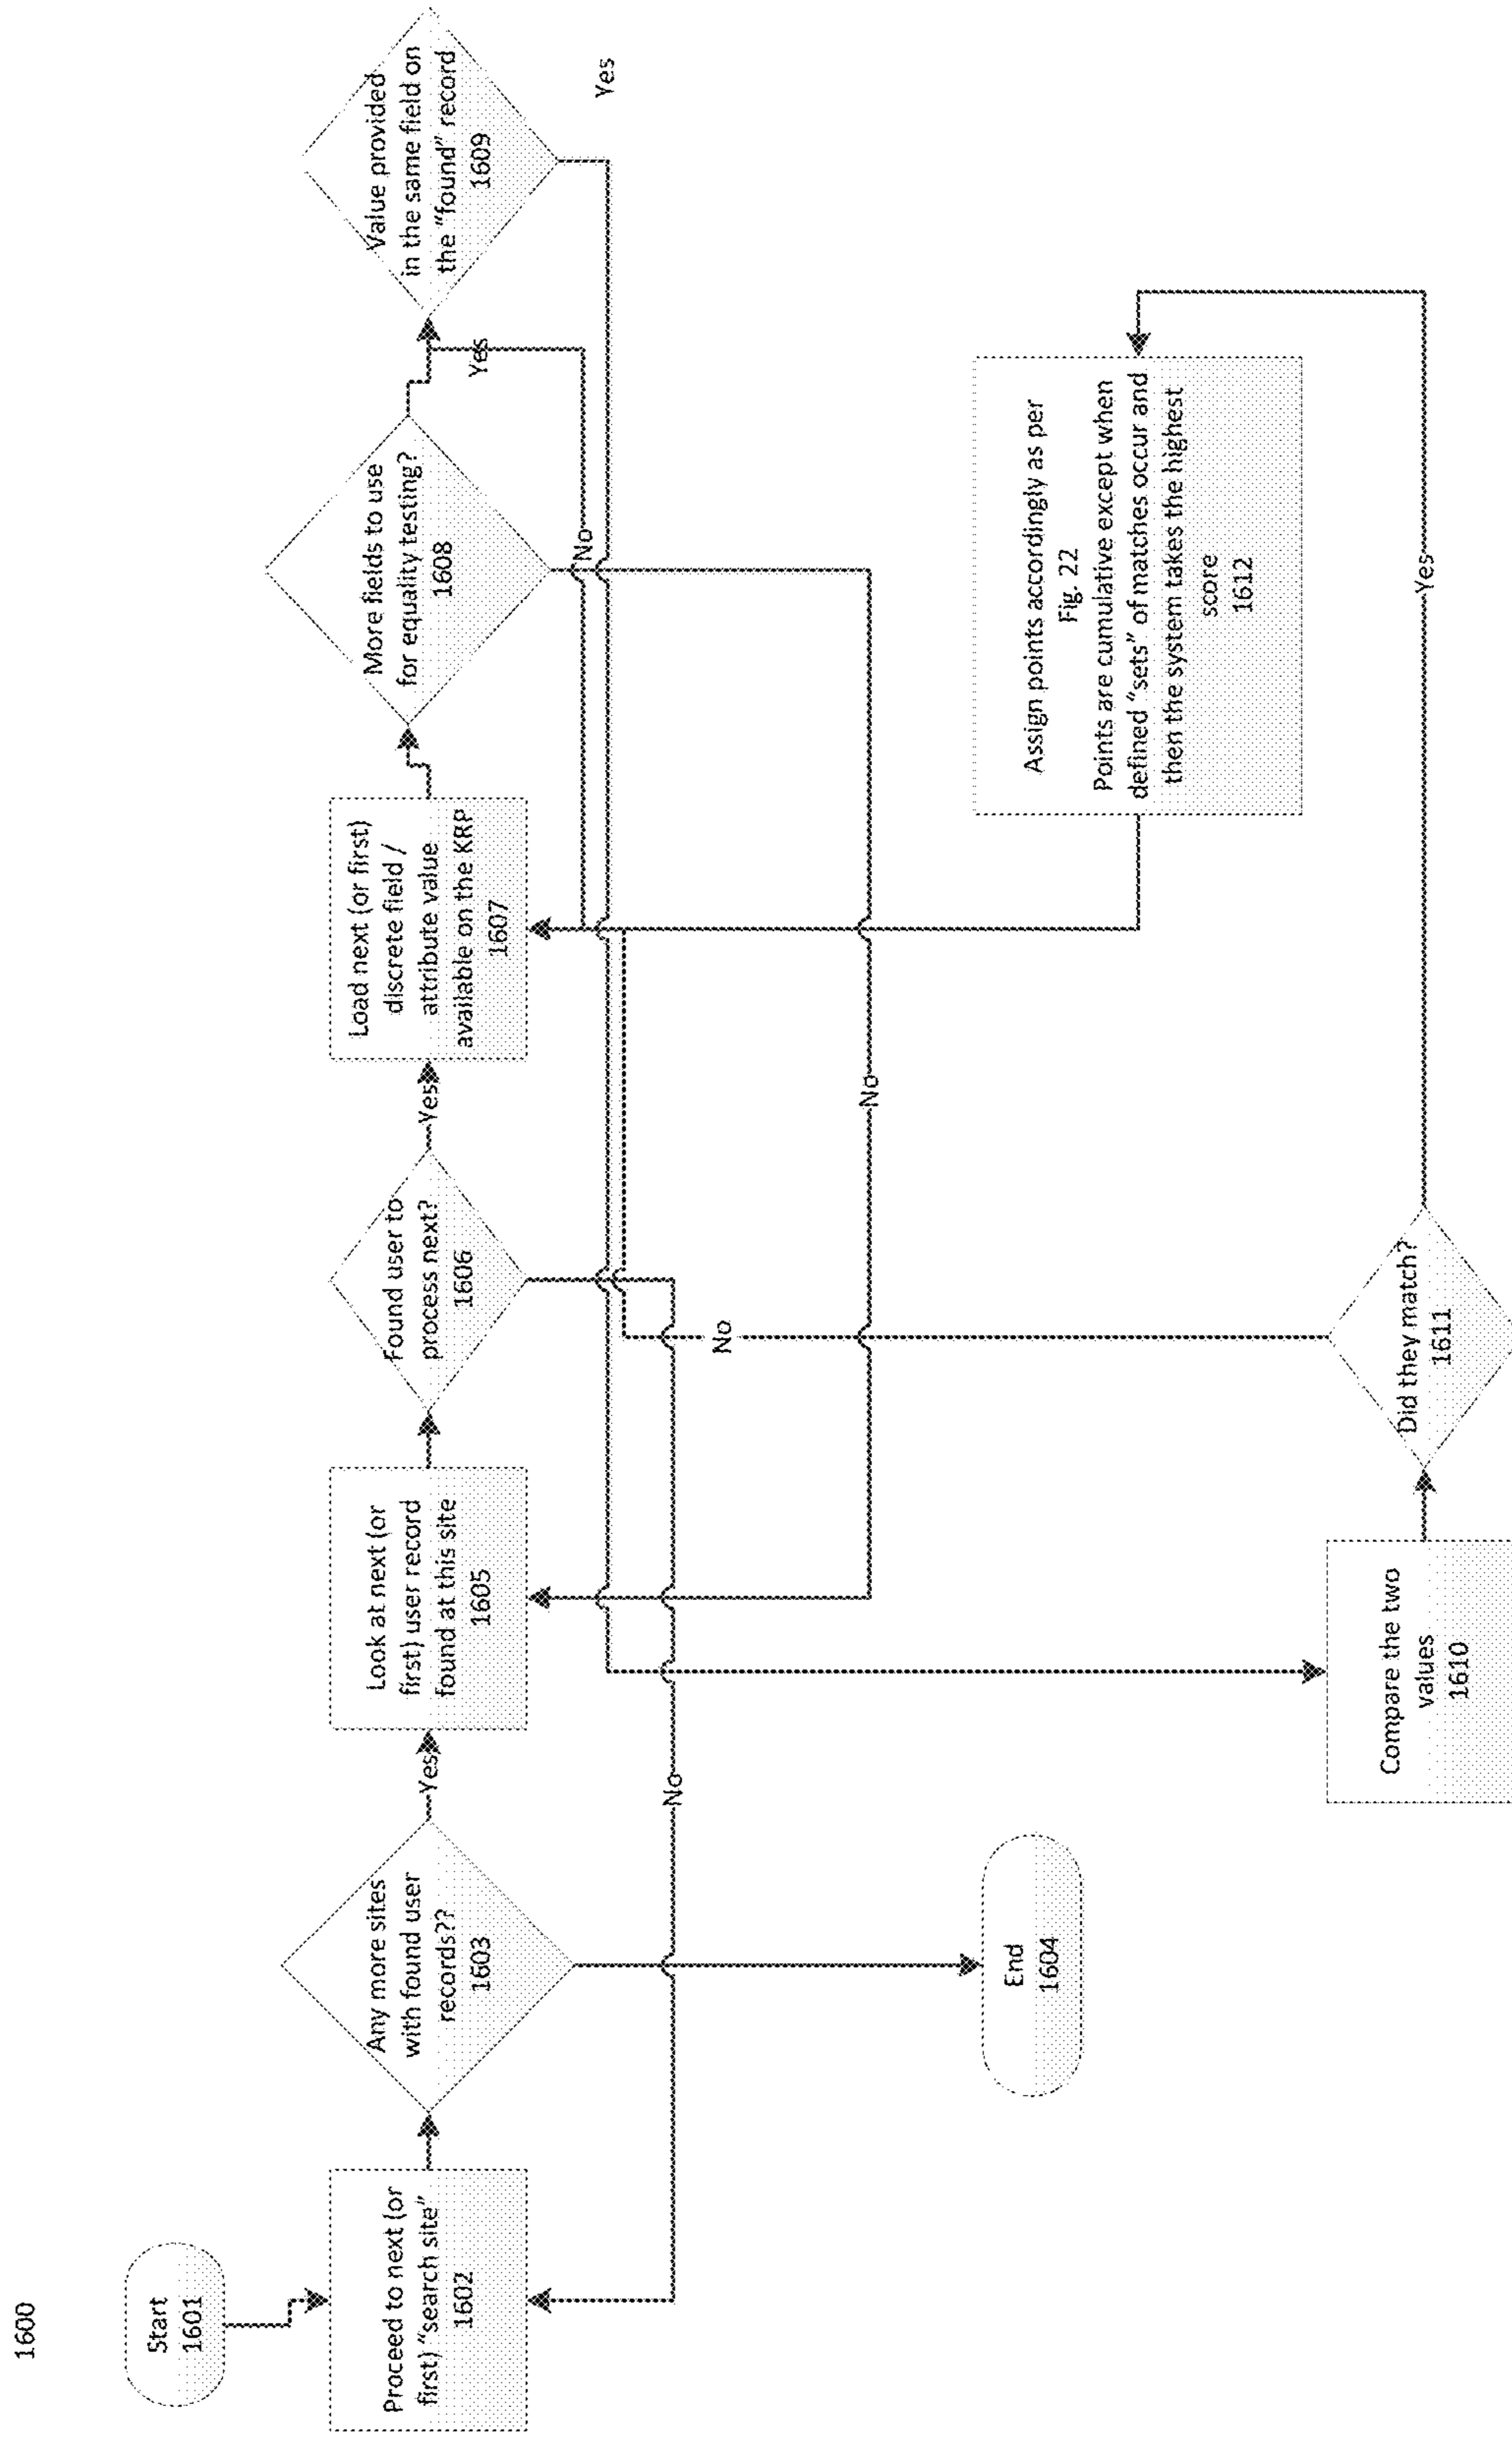 1600
Start
1601
Proceed to next (or
first) "search site"
1602
Any more sites
with found user
records??
1603
Yes
End
1604
Look at next (or
first) user record
found at this site
1605
Found user to
process next?
1606
Yes
No
Load next (or first)
discrete field /
attribute value
available on the KRP
1607
More fields to use
for equality testing?
1608
Yes
No
Value provided
in the same field on
the "found" record
1609
Yes
No
Compare the two
values
1610
Did they match?
1611
No
Yes
Assign points accordingly as per
Fig. 22
Points are cumulative except when
defined "sets" of matches occur and
then the system takes the highest
score
1612